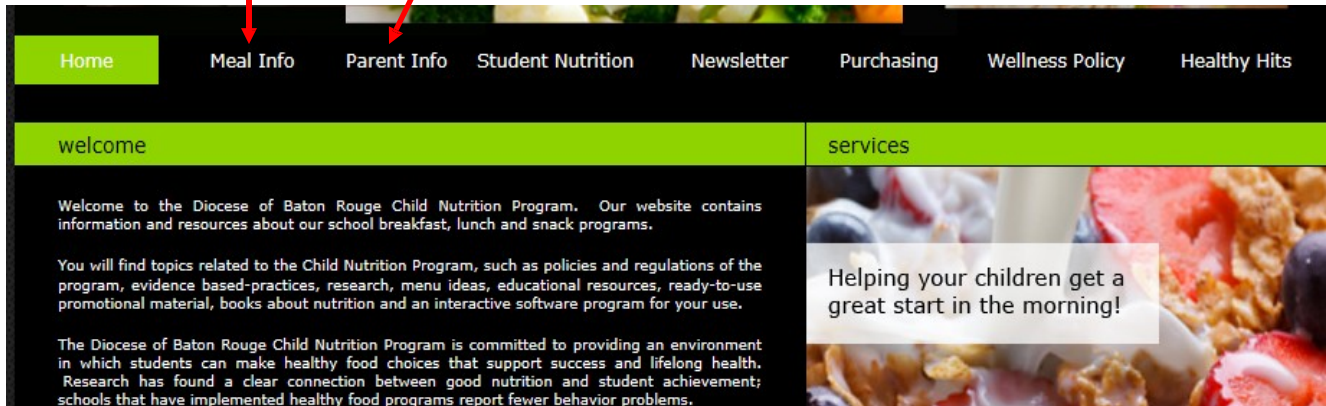 Home Meal Info Parent Info Student Nutrition Newsletter Purchasing Wellness Policy Healthy Hits
welcome
Welcome to the Diocese of Baton Rouge Child Nutrition Program. Our website contains
information and resources about our school breakfast, lunch and snack programs.
You will find topics related to the Child Nutrition Program, such as policies and regulations of the
program, evidence based-practices, research, menu ideas, educational resources, ready-to-use
promotional material, books about nutrition and an interactive software program for your use.
The Diocese of Baton Rouge Child Nutrition Program is committed to providing an environment
in which students can make healthy food choices that support success and lifelong health.
Research has found a clear connection between good nutrition and student achievement;
schools that have implemented healthy food programs report fewer behavior problems.
services
Helping your children get a
great start in the morning!